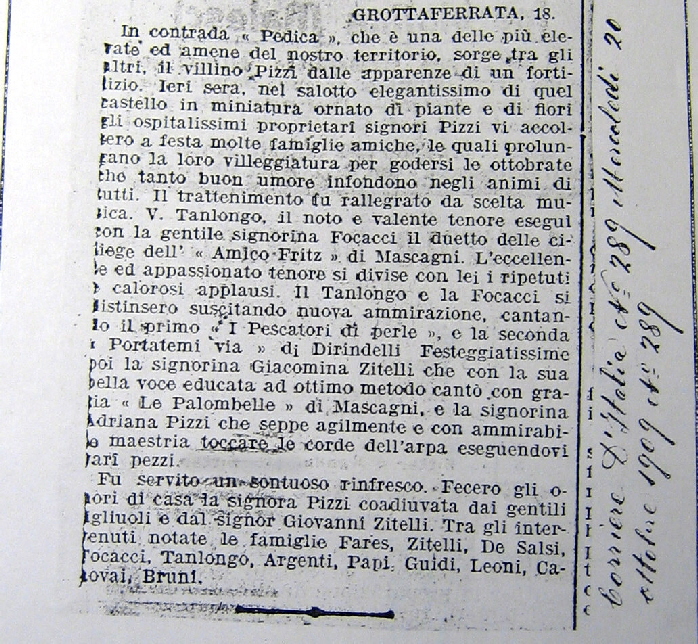 GROTTAFERRATA, 18.
In contrada « Pedica », che è una delle più ele-
vate ed amene del nostro territorio, sorge tra gli
altri, il villino Pizzi dalle apparenze di un forti-
lizio. Ieri sera, nel salotto elegantissimo di quel
castello in miniatura ornato di piante e di fiori
gli ospitalissimi proprietari signori Pizzi vi accol-
sero a festa molte famiglie amiche, le quali prolun-
gano la loro villeggiatura per godersi le ottobrate
che tanto buon umore infondono negli animi di
tutti. Il trattenimento fu rallegrato da scelta mu-
sica. V. Tanlongo, il noto e valente tenore eseguì
con la gentile signorina Focacci il duetto delle ci-
liege dell' « Amico Fritz » di Mascagni. L'eccellen-
te ed appassionato tenore si divise con lei i ripetuti
e calorosi applausi. Il Tanlongo e la Focacci si
distinsero suscitando nuova ammirazione, cantan-
do il primo « I Pescatori di perle », e la seconda
« Portatemi via » di Dirindelli Festeggiatissime
poi la signorina Giacomina Zitelli che con la sua
bella voce educata ad ottimo metodo cantò con gra-
zia « Le Palombelle » di Mascagni, e la signorina
Adriana Pizzi che seppe agilmente e con ammirabi-
le maestria toccare le corde dell'arpa eseguendovi
vari pezzi.
Fu servito un sontuoso rinfresco. Fecero gli o-
nori di casa la signora Pizzi coadiuvata dai gentili
figliuoli e dal signor Giovanni Zitelli. Tra gli inter-
venuti notate le famiglie Fares, Zitelli, De Salsi,
Focacci, Tanlongo, Argenti, Papi, Guidi, Leoni, Ca-
novai, Bruni.
Corriere D'Italia N.º 289 Mercoledì 20
ottobre 1909 N.º 289